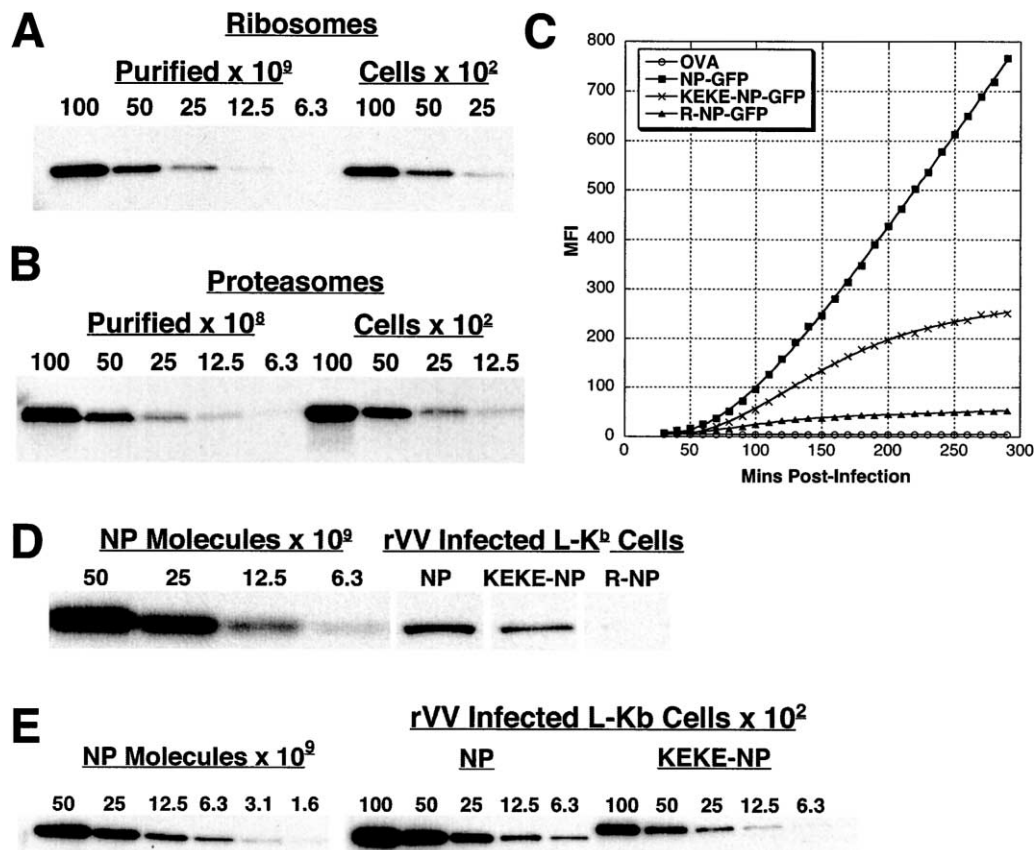 A
Ribosomes
Purified x 10⁹
Cells x 10²
100 50 25 12.5 6.3
100 50 25
B
Proteasomes
Purified x 10⁸
Cells x 10²
100 50 25 12.5 6.3
100 50 25 12.5
C
800
700
600
500
400
300
200
100
0
MFI
OVA
NP-GFP
KEKE-NP-GFP
R-NP-GFP
0 50 100 150 200 250 300
Mins Post-Infection
D
NP Molecules x 10⁹
rVV Infected L-Kᵇ Cells
50 25 12.5 6.3
NP KEKE-NP R-NP
E
rVV Infected L-Kb Cells x 10²
NP Molecules x 10⁹
NP
KEKE-NP
50 25 12.5 6.3 3.1 1.6
100 50 25 12.5 6.3
100 50 25 12.5 6.3